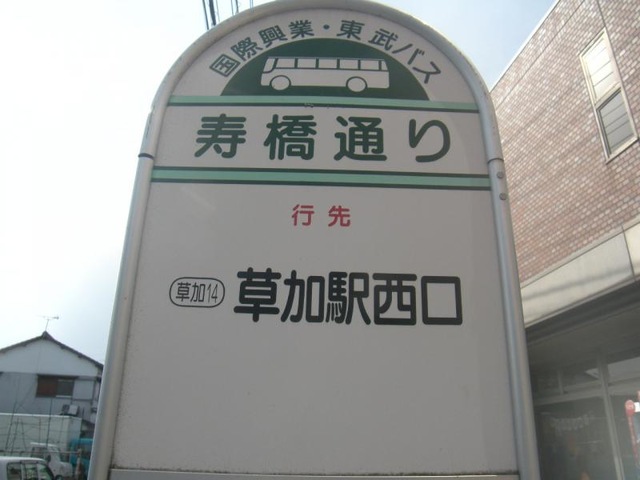 国際興業・東武バス
寿橋通り
行先
草加14 草加駅西口